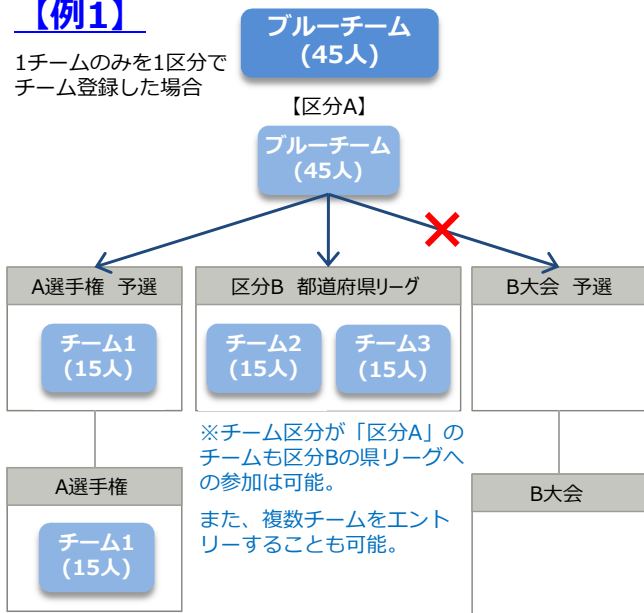 【例1】
1チームのみを1区分で
チーム登録した場合
ブルーチーム
(45人)
【区分A】
ブルーチーム
(45人)
A選手権 予選
区分B 都道府県リーグ
B大会 予選
チーム1
(15人)
チーム2
(15人)
チーム3
(15人)
※チーム区分が「区分A」の
チームも区分Bの県リーグへ
の参加は可能。
また、複数チームをエント
リーすることも可能。
A選手権
B大会
チーム1
(15人)